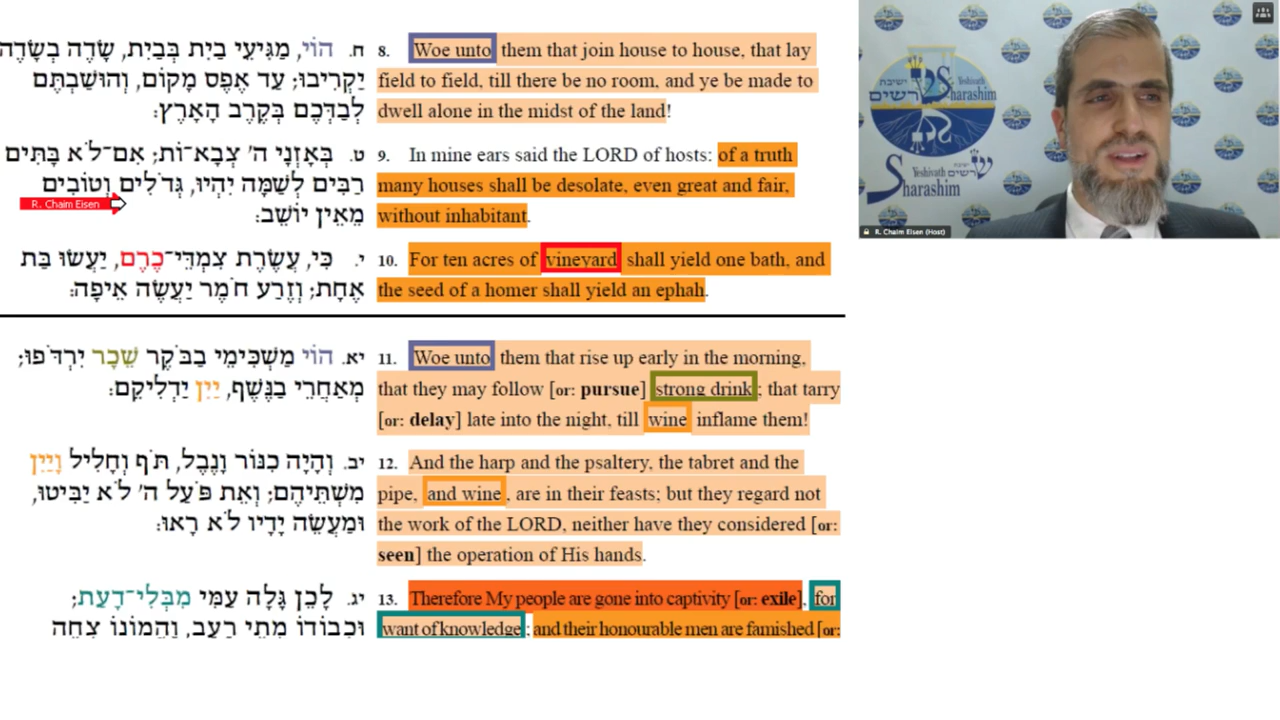 ח. הוֹי, מַגִּיעֵי בַיִת בְּבַיִת, שָׂדֶה בְשָׂדֶה
יַקְרִיבוּ; עַד אֶפֶס מָקוֹם, וְהוּשַׁבְתֶּם
לְבַדְּכֶם בְּקֶרֶב הָאָרֶץ:
8. Woe unto them that join house to house, that lay
field to field, till there be no room, and ye be made to
dwell alone in the midst of the land!
ט. בְּאָזְנָי ה' צְבָא־וֹת; אִם־לֹא בָּתִּים
רַבִּים לְשַׁמָּה יִהְיוּ, גְּדֹלִים וְטוֹבִים
מֵאֵין יוֹשֵׁב:
R. Chaim Eisen
9. In mine ears said the LORD of hosts: of a truth
many houses shall be desolate, even great and fair,
without inhabitant.
י. כִּי, עֲשֶׂרֶת צִמְדֵּי־כֶרֶם, יַעֲשׂוּ בַּת
אֶחָת; וְזֶרַע חֹמֶר יַעֲשֶׂה אֵיפָה:
10. For ten acres of vineyard shall yield one bath, and
the seed of a homer shall yield an ephah.
יא. הוֹי מַשְׁכִּימֵי בַבֹּקֶר שֵׁכָר יִרְדֹּפוּ;
מְאַחֲרֵי בַנֶּשֶׁף, יַיִן יַדְלִיקֵם:
11. Woe unto them that rise up early in the morning,
that they may follow [or: pursue] strong drink; that tarry
[or: delay] late into the night, till wine inflame them!
יב. וְהָיָה כִנּוֹר וָנֶבֶל, תֹּף וְחָלִיל וָיַיִן
מִשְׁתֵּיהֶם; וְאֵת פֹּעַל ה' לֹא יַבִּיטוּ,
וּמַעֲשֵׂה יָדָיו לֹא רָאוּ:
12. And the harp and the psaltery, the tabret and the
pipe, and wine, are in their feasts; but they regard not
the work of the LORD, neither have they considered [or:
seen] the operation of His hands.
יג. לָכֵן גָּלָה עַמִּי מִבְּלִי־דָעַת;
וּכְבוֹדוֹ מְתֵי רָעָב, וַהֲמוֹנוֹ צִחֵה
13. Therefore My people are gone into captivity [or: exile], for
want of knowledge; and their honourable men are famished [or:
ישיבת
שרשים
Yeshivath
Sharashim
Yeshivath
Sharashim
R. Chaim Eisen (Host)